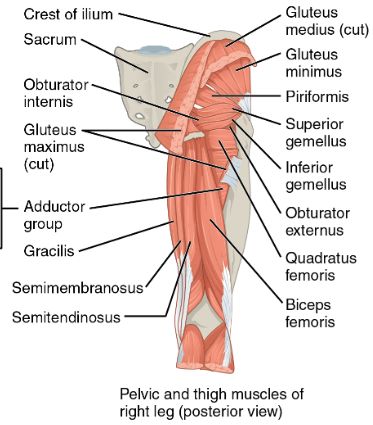 Crest of ilium
Sacrum
Obturator
internis
Gluteus
maximus
(cut)
Adductor
group
Gracilis
Semimembranosus
Semitendinosus
Gluteus
medius (cut)
Gluteus
minimus
Piriformis
Superior
gemellus
Inferior
gemellus
Obturator
externus
Quadratus
femoris
Biceps
femoris
Pelvic and thigh muscles of
right leg (posterior view)